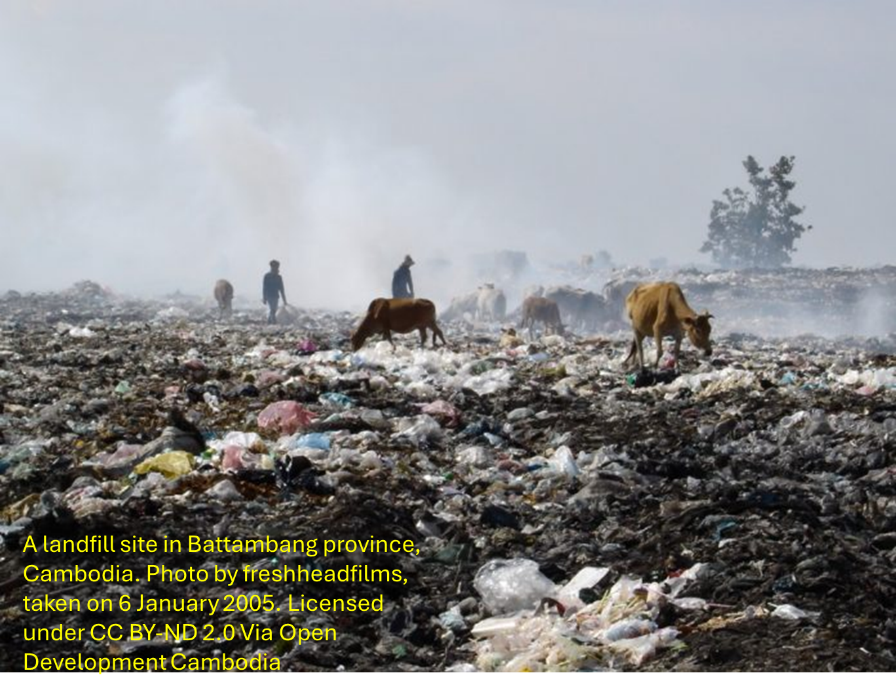 A landfill site in Battambang province,
Cambodia. Photo by freshheadfilms,
taken on 6 January 2005. Licensed
under CC BY-ND 2.0 Via Open
Development Cambodia